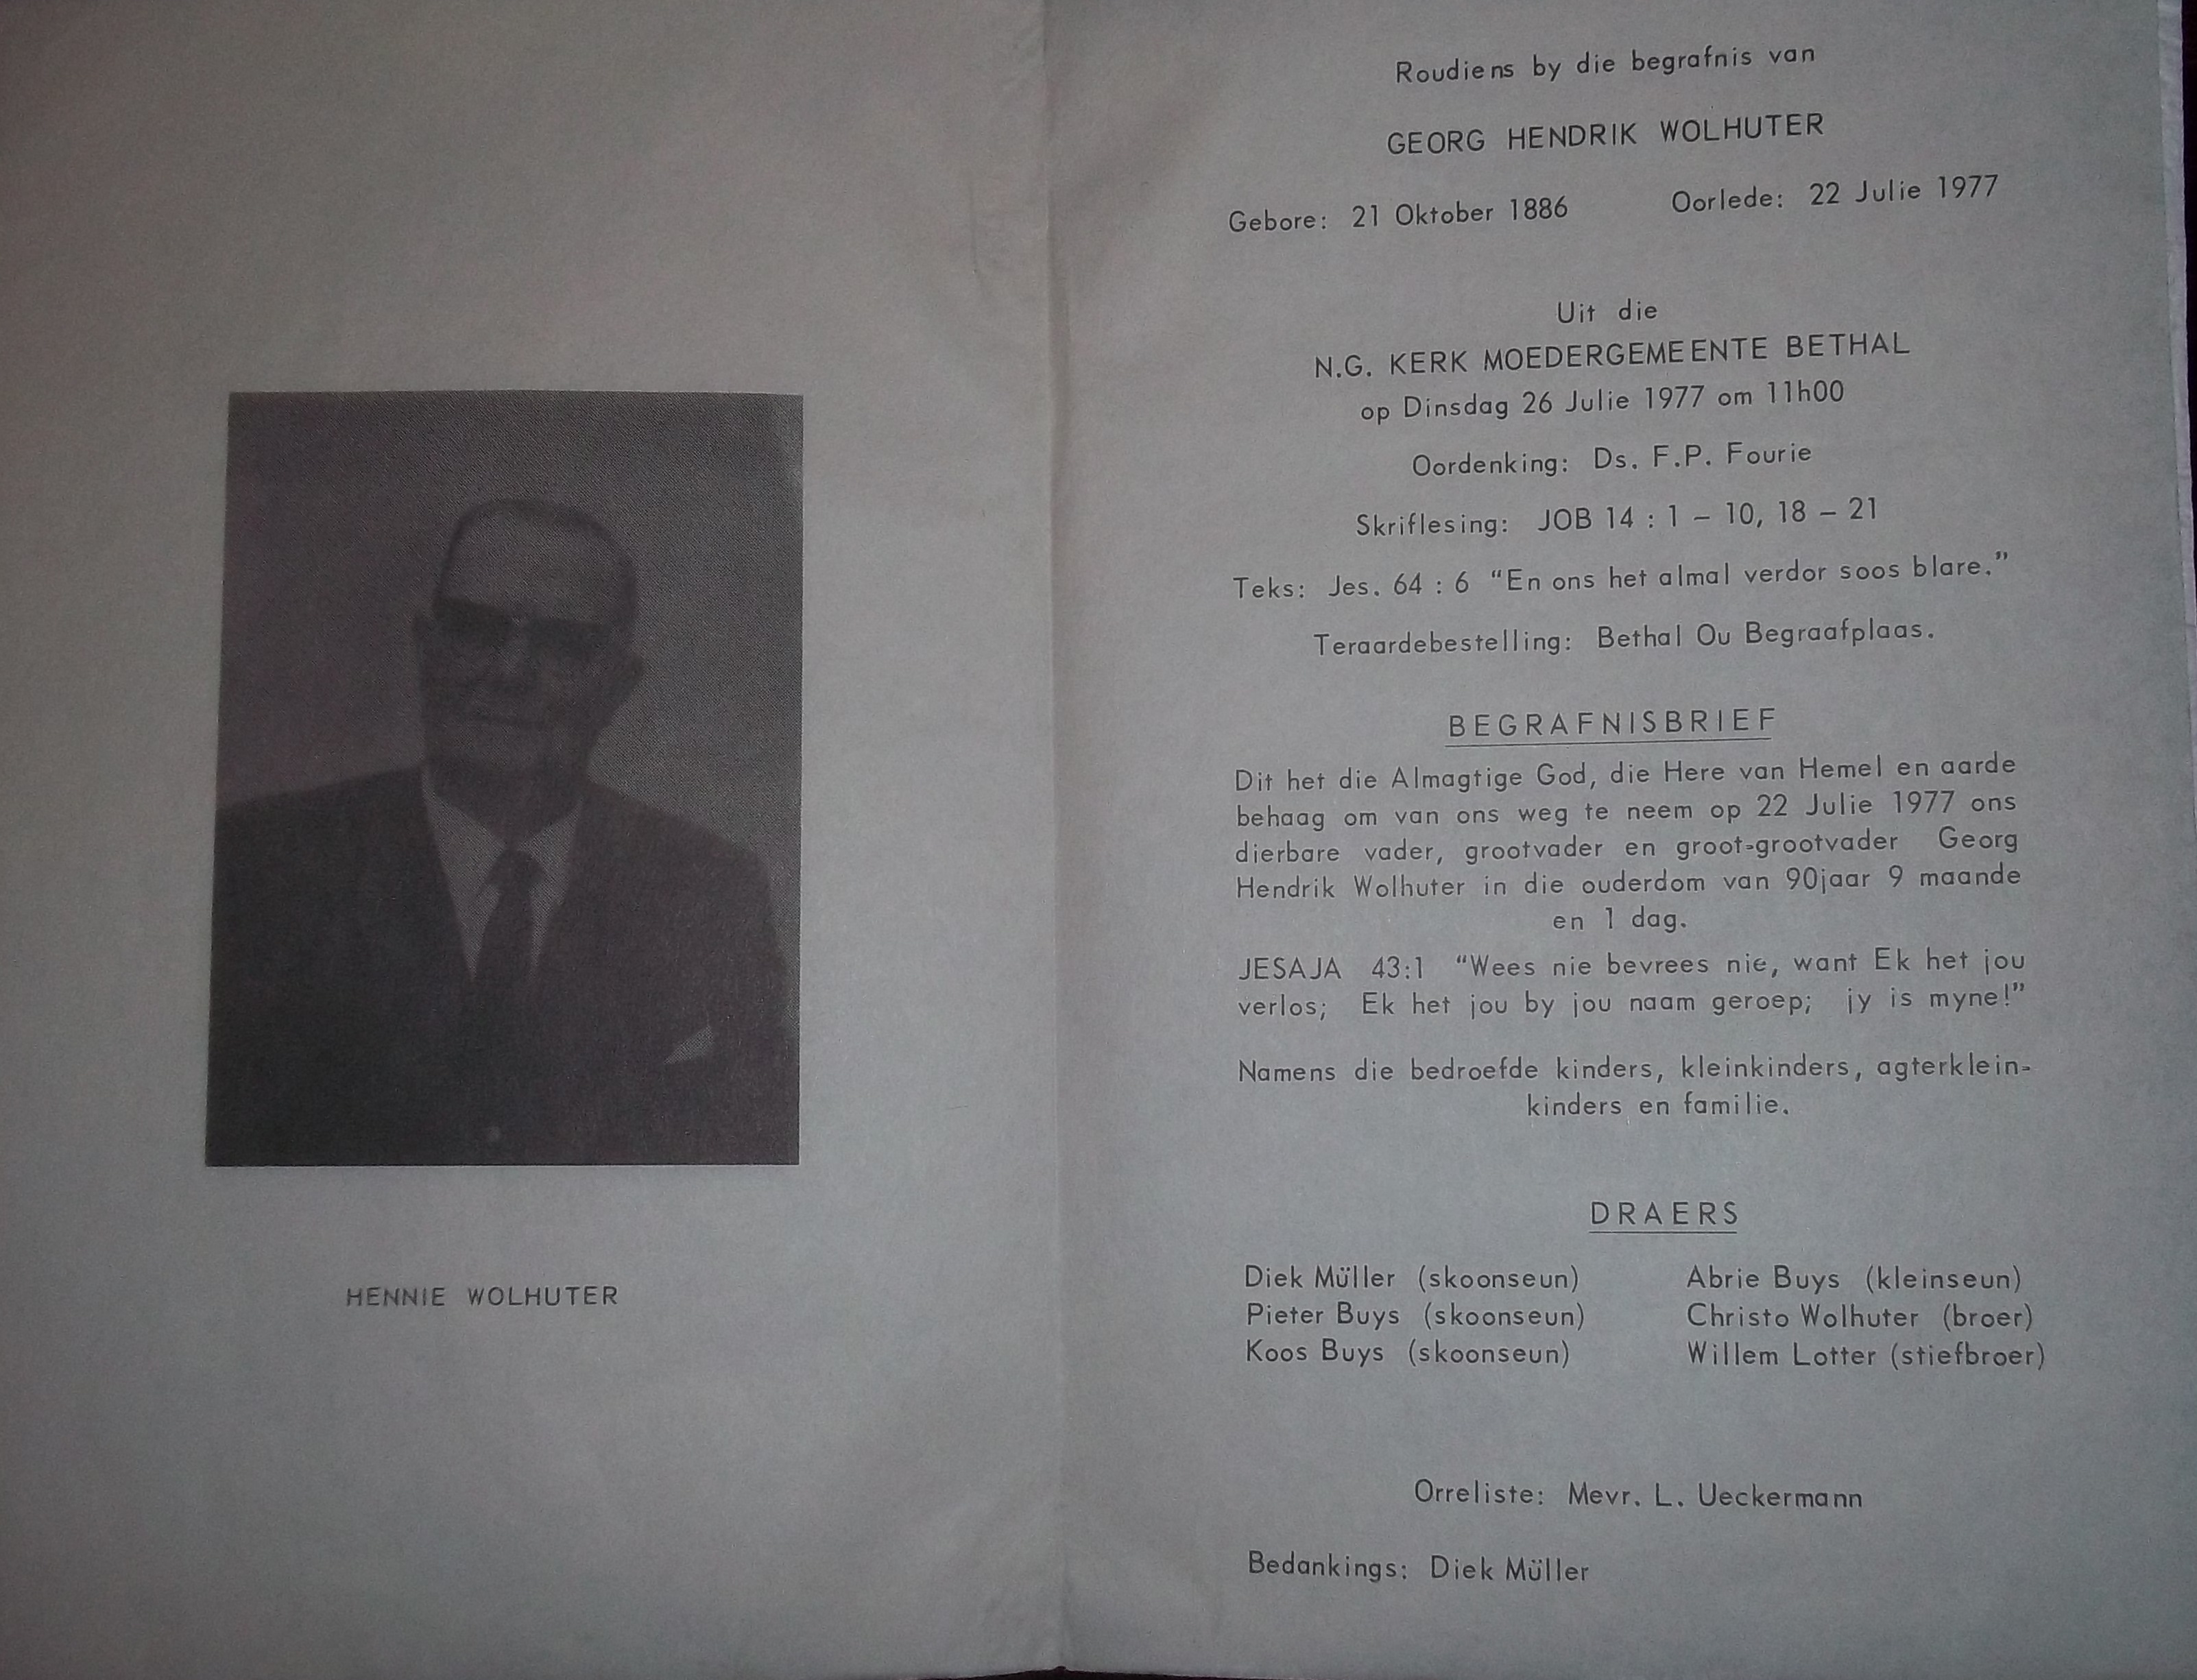 HENNIE WOLHUTER
Roudiens by die begrafnis van
GEORG HENDRIK WOLHUTER
Gebore: 21 Oktober 1886 Oorlede: 22 Julie 1977
Uit die
N.G. KERK MOEDERGEMEENTE BETHAL
op Dinsdag 26 Julie 1977 om 11h00
Oordenking: Ds. F.P. Fourie
Skriflesing: JOB 14 : 1 – 10, 18 – 21
Teks: Jes. 64 : 6 “En ons het almal verdor soos blare.”
Teraardebestelling: Bethal Ou Begraafplaas.
BEGRAFNISBRIEF
Dit het die Almagtige God, die Here van Hemel en aarde
behaag om van ons weg te neem op 22 Julie 1977 ons
dierbare vader, grootvader en groot-grootvader Georg
Hendrik Wolhuter in die ouderdom van 90jaar 9 maande
en 1 dag.
JESAJA 43:1 “Wees nie bevrees nie, want Ek het jou
verlos; Ek het jou by jou naam geroep; jy is myne!”
Namens die bedroefde kinders, kleinkinders, agterklein-
kinders en familie.
DRAERS
Diek Müller (skoonseun) Abrie Buys (kleinseun)
Pieter Buys (skoonseun) Christo Wolhuter (broer)
Koos Buys (skoonseun) Willem Lotter (stiefbroer)
Orreliste: Mevr. L. Ueckermann
Bedankings: Diek Müller